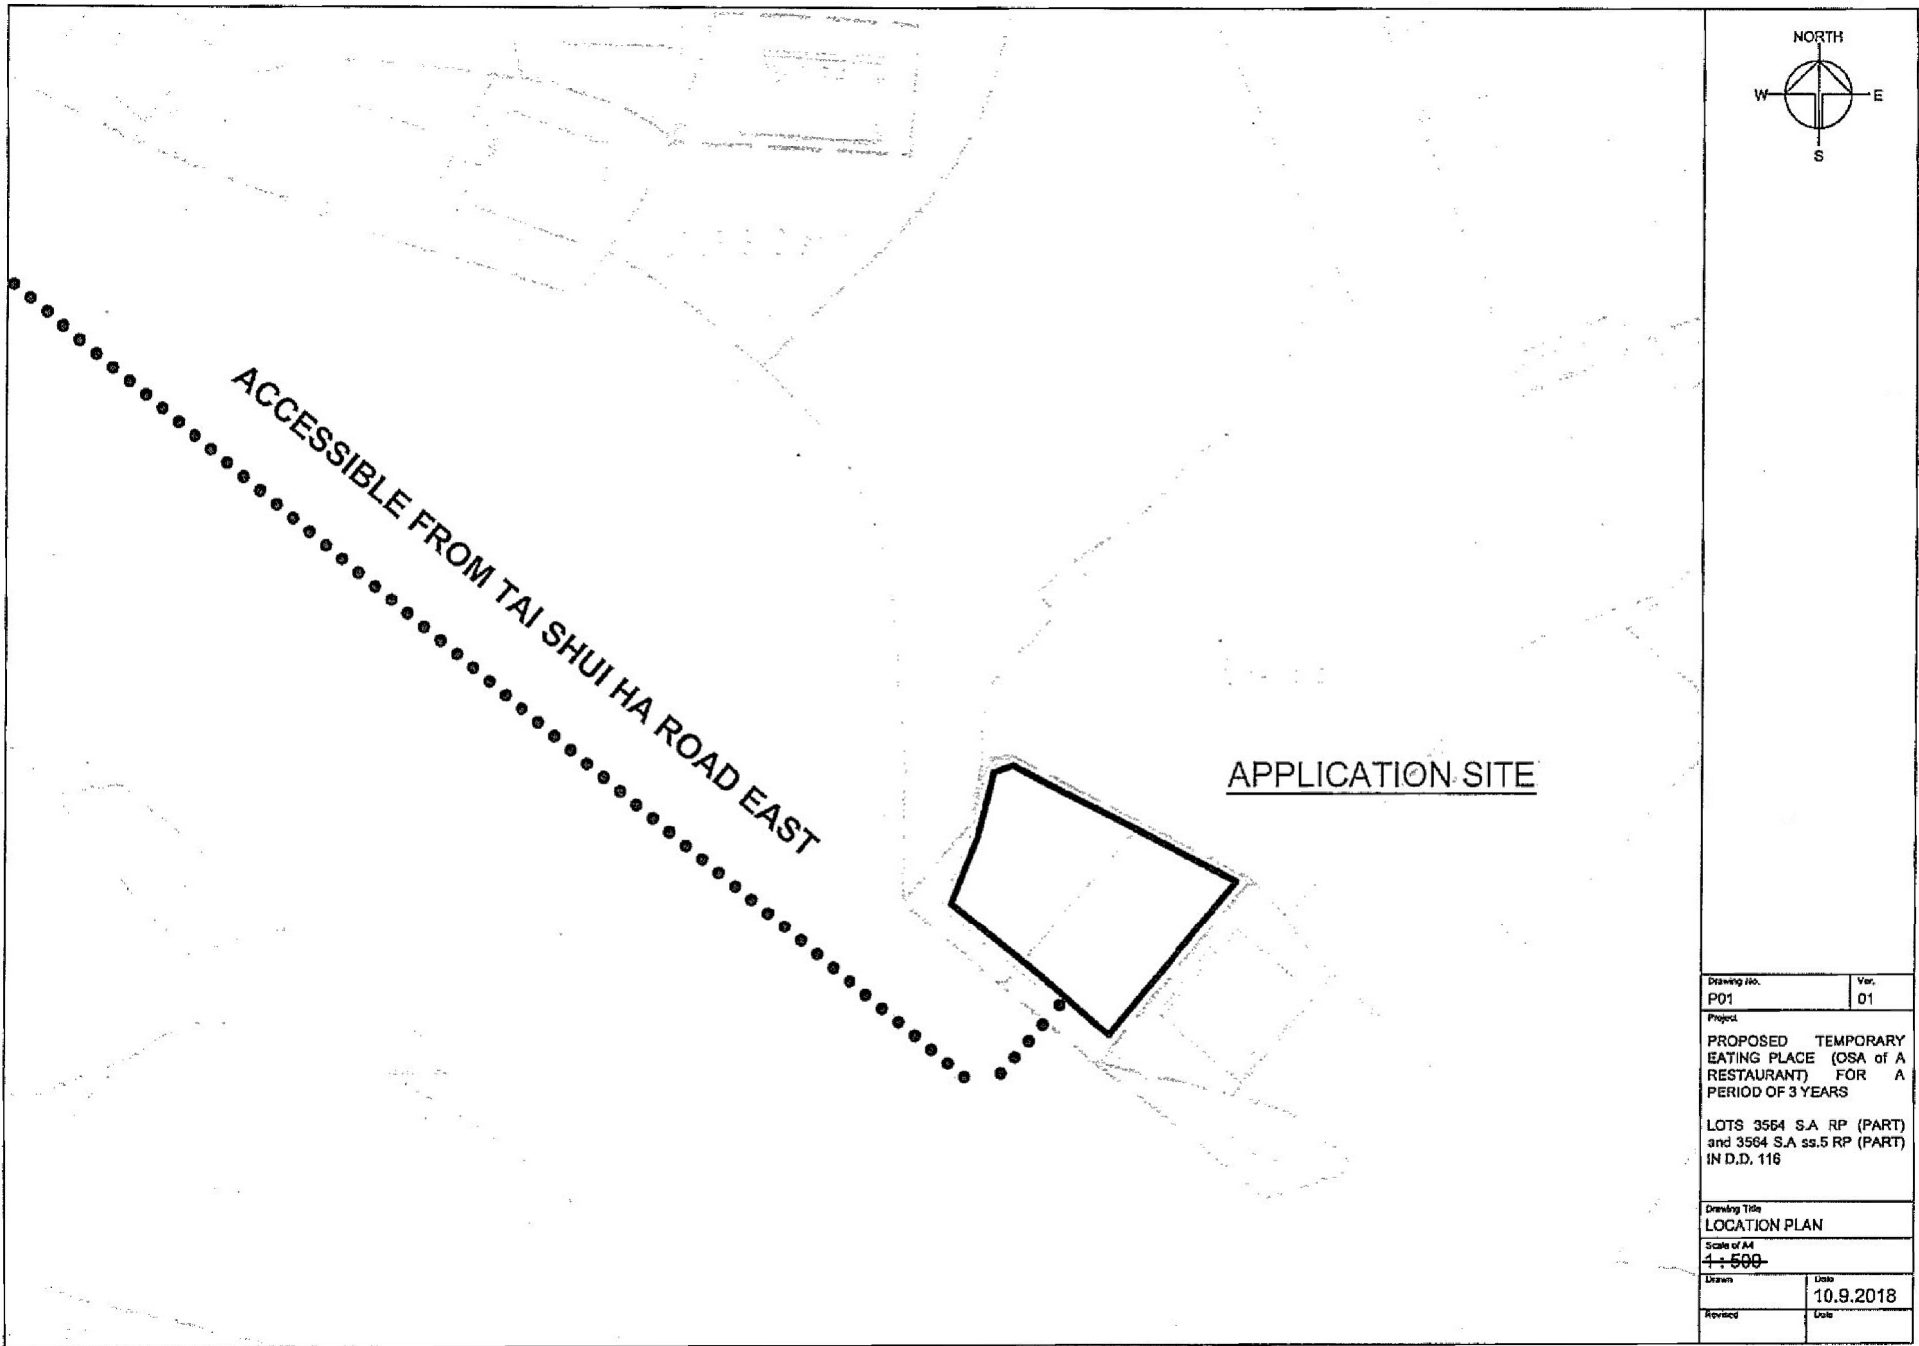 NORTH
W E
S
ACCESSIBLE FROM TAI SHUI HA ROAD EAST
APPLICATION SITE
Drawing No.
P01
Ver.
01
Project
PROPOSED TEMPORARY
EATING PLACE (OSA of A
RESTAURANT) FOR A
PERIOD OF 3 YEARS
LOTS 3564 S.A RP (PART)
and 3564 S.A ss.5 RP (PART)
IN D.D. 116
Drawing Title
LOCATION PLAN
Scale of A4
1 : 500
Drawn
Date
10.9.2018
Revised
Date